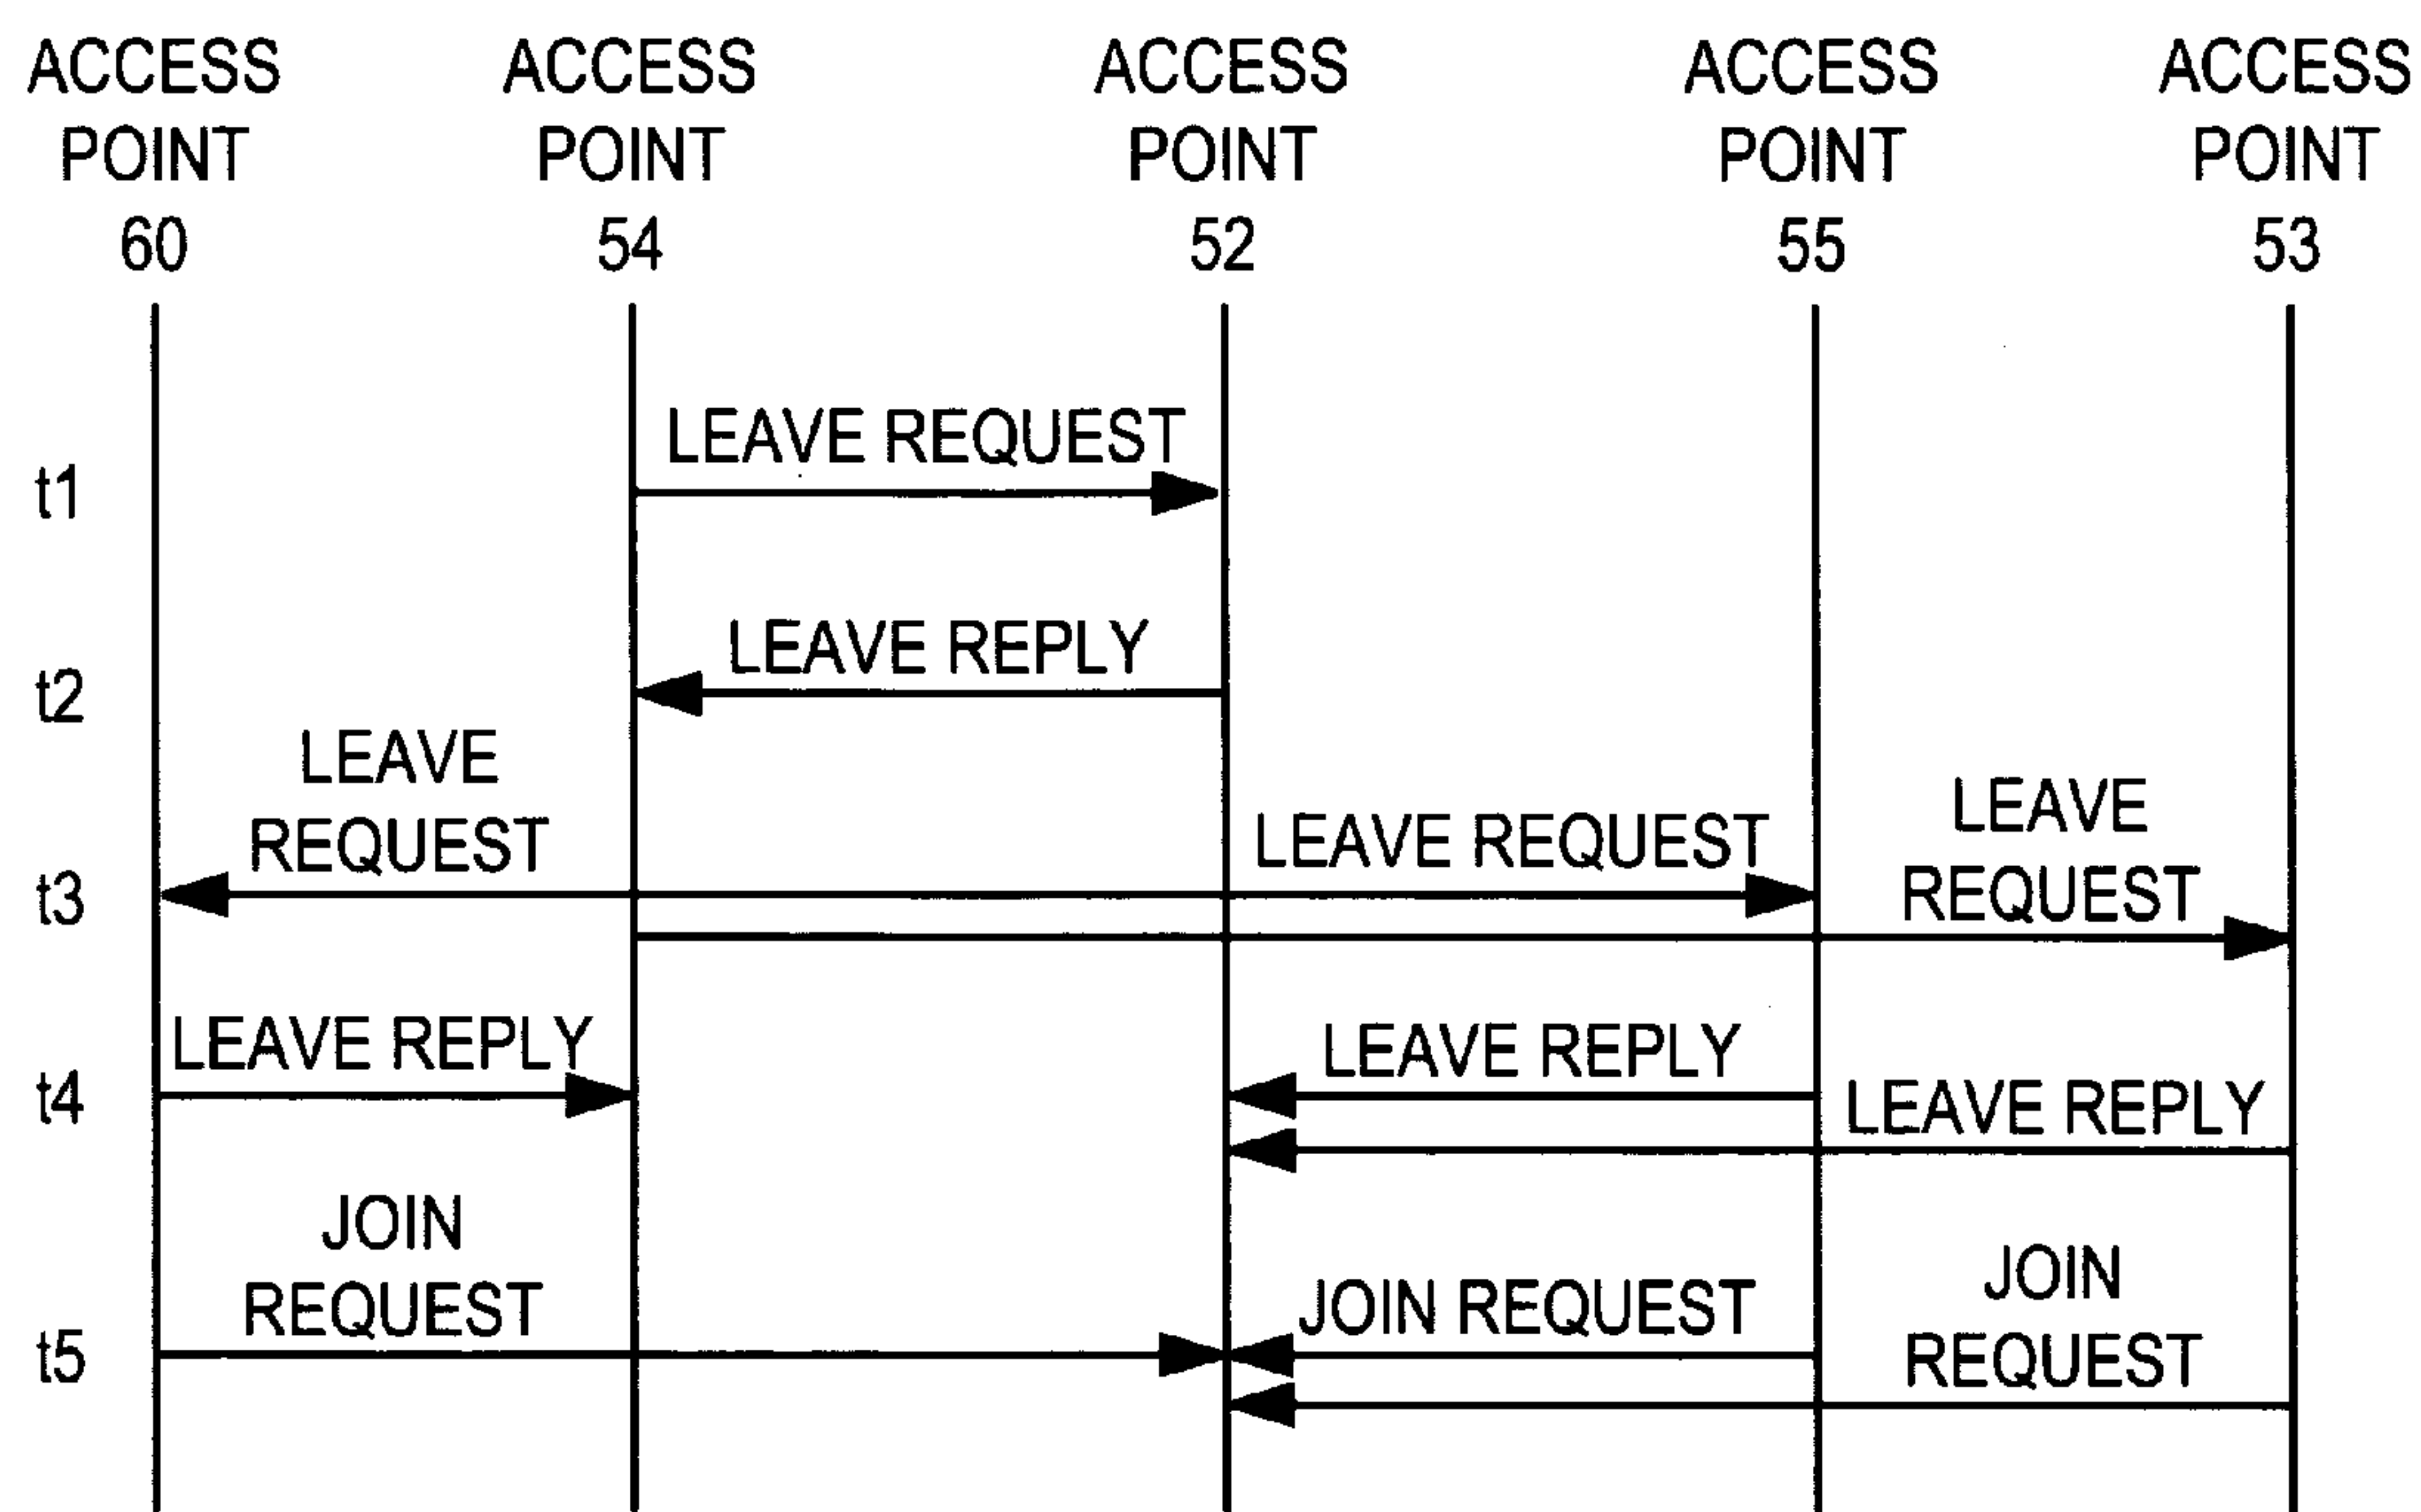 ACCESS ACCESS ACCESS ACCESS ACCESS
POINT POINT POINT POINT POINT
60 54 52 55 53
LEAVE REQUEST
t1
LEAVE REPLY
t2
LEAVE
REQUEST
LEAVE REQUEST
LEAVE
REQUEST
t3
LEAVE REPLY
LEAVE REPLY
LEAVE REPLY
t4
JOIN
REQUEST
JOIN REQUEST
JOIN
REQUEST
t5